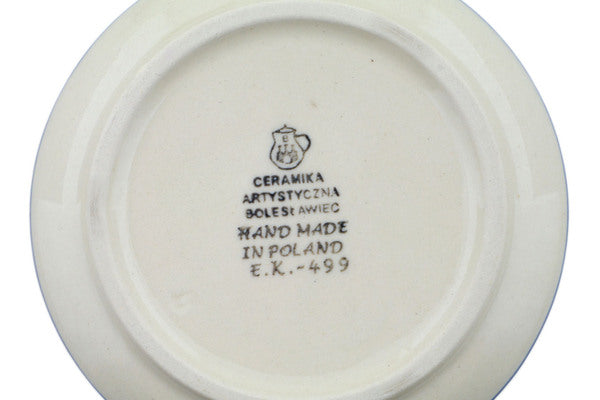 B
CERAMIKA
ARTYSTYCZNA
BOLESŁAWIEC
HAND MADE
IN POLAND
E.K.-499